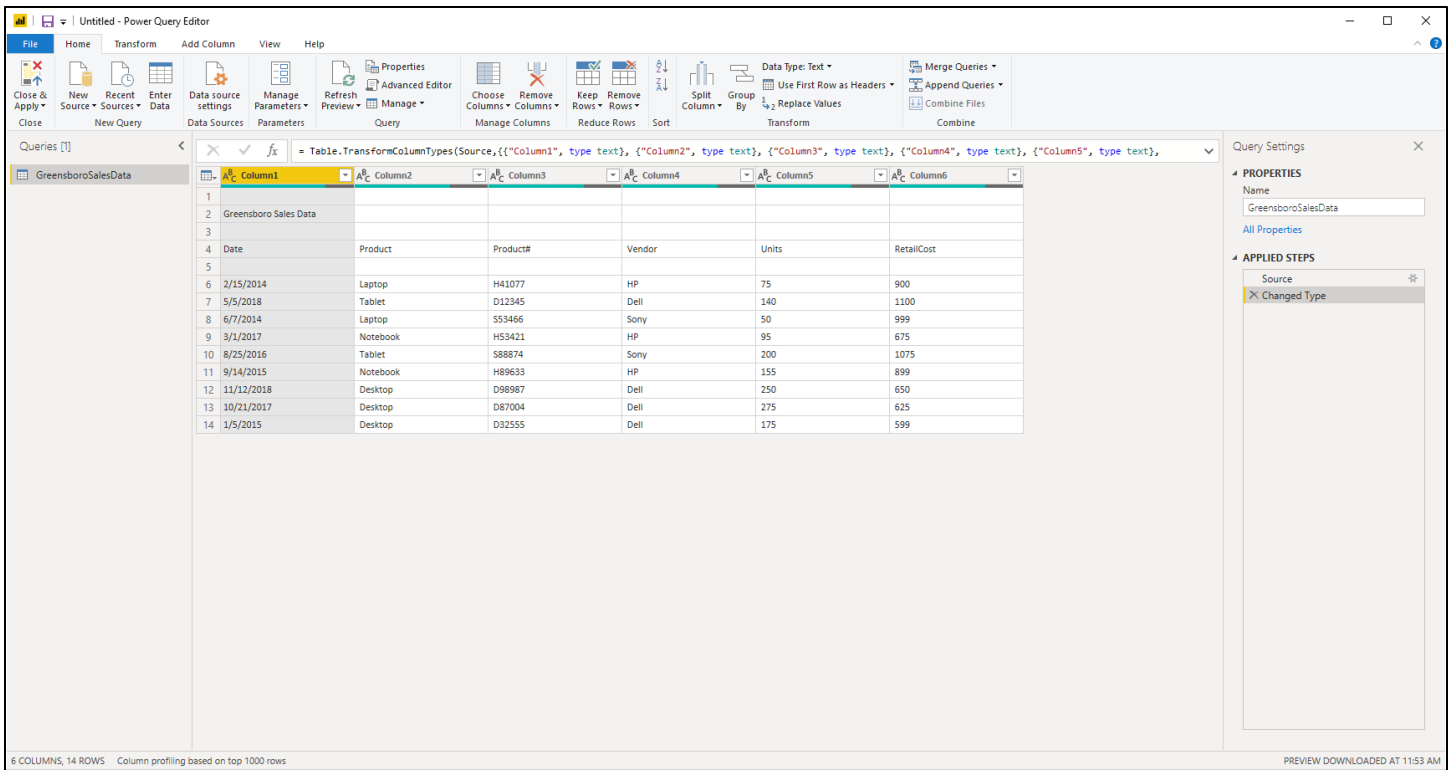 Untitled - Power Query Editor
File Home Transform Add Column View Help
Close & Apply New Source Recent Sources Enter Data Data source settings Manage Parameters Refresh Preview Properties Advanced Editor Manage Choose Columns Remove Columns Keep Rows Remove Rows Split Column Group By Data Type: Text Use First Row as Headers Replace Values Merge Queries Append Queries Combine Files
Close New Query Data Sources Parameters Query Manage Columns Reduce Rows Sort Transform Combine
Queries [1]
GreensboroSalesData
fx = Table.TransformColumnTypes(Source,{{"Column1", type text}, {"Column2", type text}, {"Column3", type text}, {"Column4", type text}, {"Column5", type text},
Column1 Column2 Column3 Column4 Column5 Column6
1
2 Greensboro Sales Data
3
4 Date Product Product# Vendor Units RetailCost
5
6 2/15/2014 Laptop H41077 HP 75 900
7 5/5/2018 Tablet D12345 Dell 140 1100
8 6/7/2014 Laptop S53466 Sony 50 999
9 3/1/2017 Notebook H53421 HP 95 675
10 8/25/2016 Tablet S88874 Sony 200 1075
11 9/14/2015 Notebook H89633 HP 155 899
12 11/12/2018 Desktop D98987 Dell 250 650
13 10/21/2017 Desktop D87004 Dell 275 625
14 1/5/2015 Desktop D32555 Dell 175 599
Query Settings
PROPERTIES
Name
GreensboroSalesData
All Properties
APPLIED STEPS
Source
Changed Type
6 COLUMNS, 14 ROWS Column profiling based on top 1000 rows
PREVIEW DOWNLOADED AT 11:53 AM